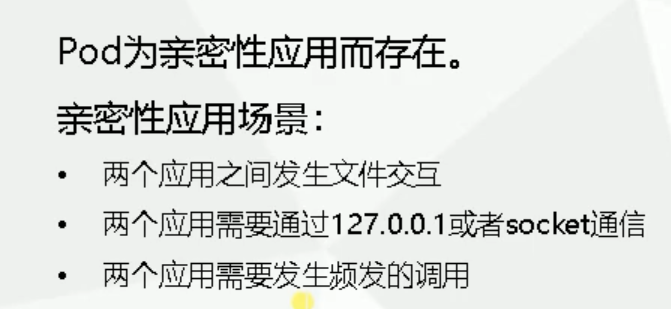 Pod为亲密性应用而存在。
亲密性应用场景：
• 两个应用之间发生文件交互
• 两个应用需要通过127.0.0.1或者socket通信
• 两个应用需要发生频发的调用